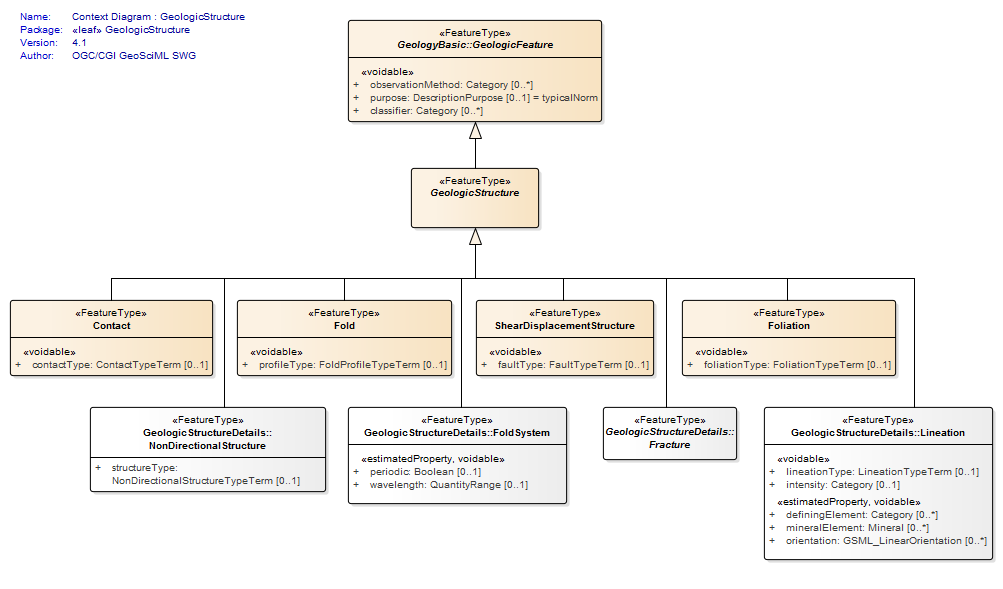 Name: Context Diagram : GeologicStructure
Package: «leaf» GeologicStructure
Version: 4.1
Author: OGC/CGI GeoSciML SWG
«FeatureType»
GeologyBasic::GeologicFeature
«voidable»
+ observationMethod: Category [0..*]
+ purpose: DescriptionPurpose [0..1] = typicalNorm
+ classifier: Category [0..*]
«FeatureType»
GeologicStructure
«FeatureType»
Contact
«voidable»
+ contactType: ContactTypeTerm [0..1]
«FeatureType»
Fold
«voidable»
+ profileType: FoldProfileTypeTerm [0..1]
«FeatureType»
ShearDisplacementStructure
«voidable»
+ faultType: FaultTypeTerm [0..1]
«FeatureType»
Foliation
«voidable»
+ foliationType: FoliationTypeTerm [0..1]
«FeatureType»
GeologicStructureDetails::
NonDirectionalStructure
+ structureType:
NonDirectionalStructureTypeTerm [0..1]
«FeatureType»
GeologicStructureDetails::FoldSystem
«estimatedProperty, voidable»
+ periodic: Boolean [0..1]
+ wavelength: QuantityRange [0..1]
«FeatureType»
GeologicStructureDetails::
Fracture
«FeatureType»
GeologicStructureDetails::Lineation
«voidable»
+ lineationType: LineationTypeTerm [0..1]
+ intensity: Category [0..1]
«estimatedProperty, voidable»
+ definingElement: Category [0..*]
+ mineralElement: Mineral [0..*]
+ orientation: GSML_LinearOrientation [0..*]